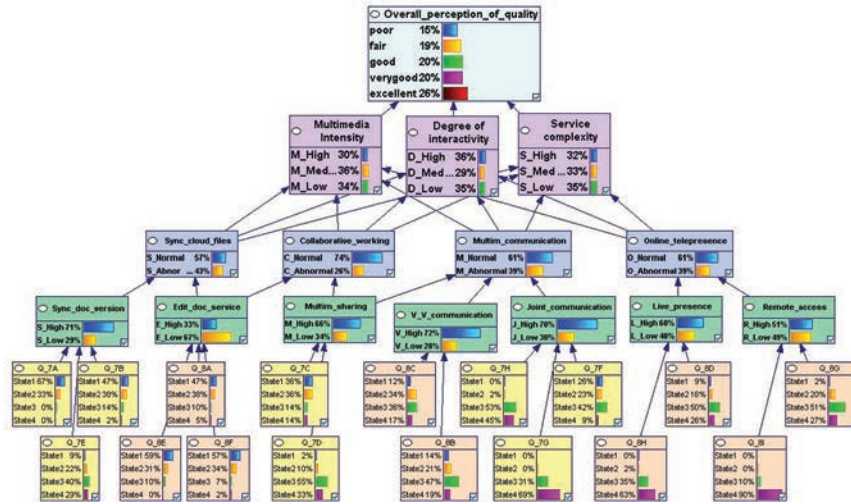 Overall_perception_of_quality
poor 15%
fair 19%
good 20%
verygood 20%
excellent 26%
Multimedia Intensity
M_High 30%
M_Med... 36%
M_Low 34%
Degree of interactivity
D_High 36%
D_Med ... 29%
D_Low 35%
Service complexity
S_High 32%
S_Med ... 33%
S_Low 35%
Sync_cloud_files
S_Normal 57%
S_Abnor ... 43%
Collaborative_working
C_Normal 74%
C_Abnormal 26%
Multim_communication
M_Normal 61%
M_Abnormal 39%
Online_telepresence
O_Normal 61%
O_Abnormal 39%
Sync_doc_version
S_High 71%
S_Low 29%
Edit_doc_service
E_High 33%
E_Low 67%
Multim_sharing
M_High 66%
M_Low 34%
V_V_communication
V_High 72%
V_Low 28%
Joint_communication
J_High 70%
J_Low 30%
Live_presence
L_High 60%
L_Low 40%
Remote_access
R_High 51%
R_Low 49%
Q_7A
State1 67%
State2 33%
State3 0%
State4 0%
Q_7B
State1 47%
State2 38%
State3 14%
State4 2%
Q_8A
State1 47%
State2 38%
State3 10%
State4 5%
Q_7C
State1 36%
State2 36%
State3 14%
State4 14%
Q_8C
State1 12%
State2 34%
State3 36%
State4 17%
Q_7H
State1 0%
State2 2%
State3 53%
State4 45%
Q_7F
State1 26%
State2 23%
State3 42%
State4 9%
Q_8D
State1 9%
State2 16%
State3 50%
State4 26%
Q_8G
State1 2%
State2 20%
State3 51%
State4 27%
Q_7E
State1 9%
State2 22%
State3 40%
State4 29%
Q_8E
State1 59%
State2 31%
State3 10%
State4 0%
Q_8F
State1 57%
State2 34%
State3 7%
State4 2%
Q_7D
State1 2%
State2 10%
State3 55%
State4 33%
Q_8B
State1 14%
State2 21%
State3 47%
State4 19%
Q_7G
State1 0%
State2 0%
State3 31%
State4 69%
Q_8H
State1 0%
State2 2%
State3 35%
State4 63%
Q_8I
State1 0%
State2 0%
State3 10%
State4 90%